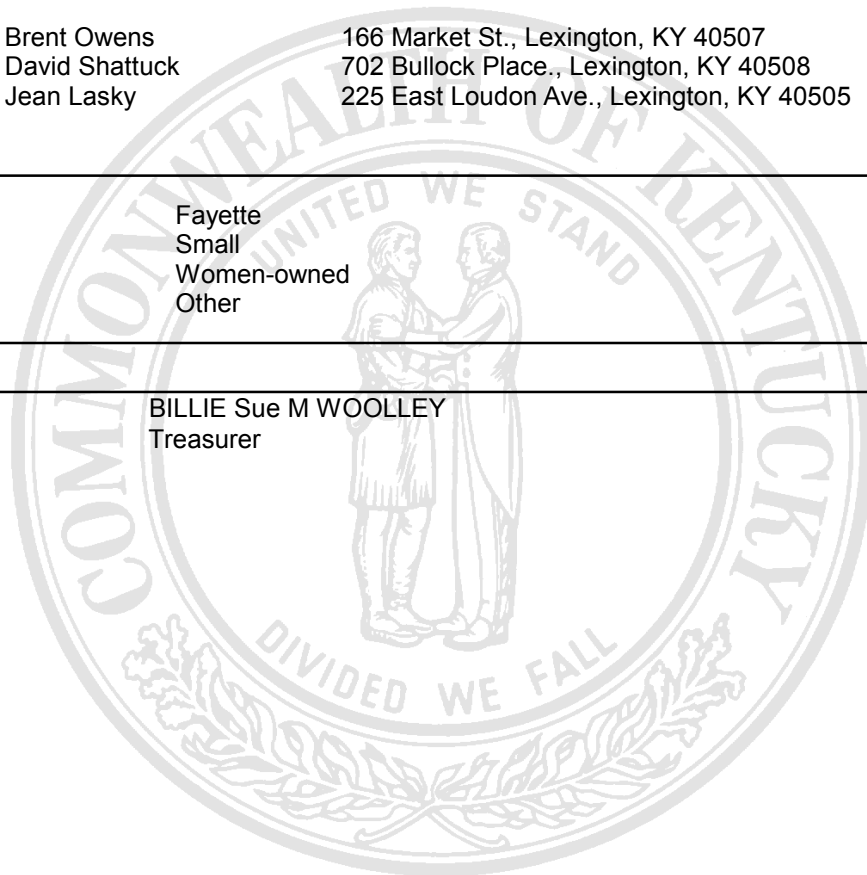 Brent Owens 166 Market St., Lexington, KY 40507
David Shattuck 702 Bullock Place., Lexington, KY 40508
Jean Lasky 225 East Loudon Ave., Lexington, KY 40505
Fayette
Small
Women-owned
Other
BILLIE Sue M WOOLLEY
Treasurer
COMMONWEALTH OF KENTUCKY
UNITED WE STAND
DIVIDED WE FALL